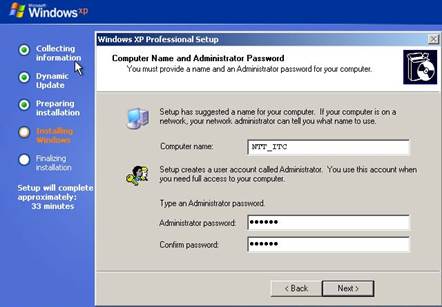 Microsoft
Windows xp
Collecting
information
Dynamic
Update
Preparing
installation
Installing
Windows
Finalizing
installation
Setup will complete
approximately:
33 minutes
Windows XP Professional Setup
Computer Name and Administrator Password
You must provide a name and an Administrator password for your computer.
Setup has suggested a name for your computer. If your computer is on a
network, your network administrator can tell you what name to use.
Computer name:
NTT_ITC
Setup creates a user account called Administrator. You use this account when
you need full access to your computer.
Type an Administrator password.
Administrator password:
••••••
Confirm password:
••••••
< Back
Next >